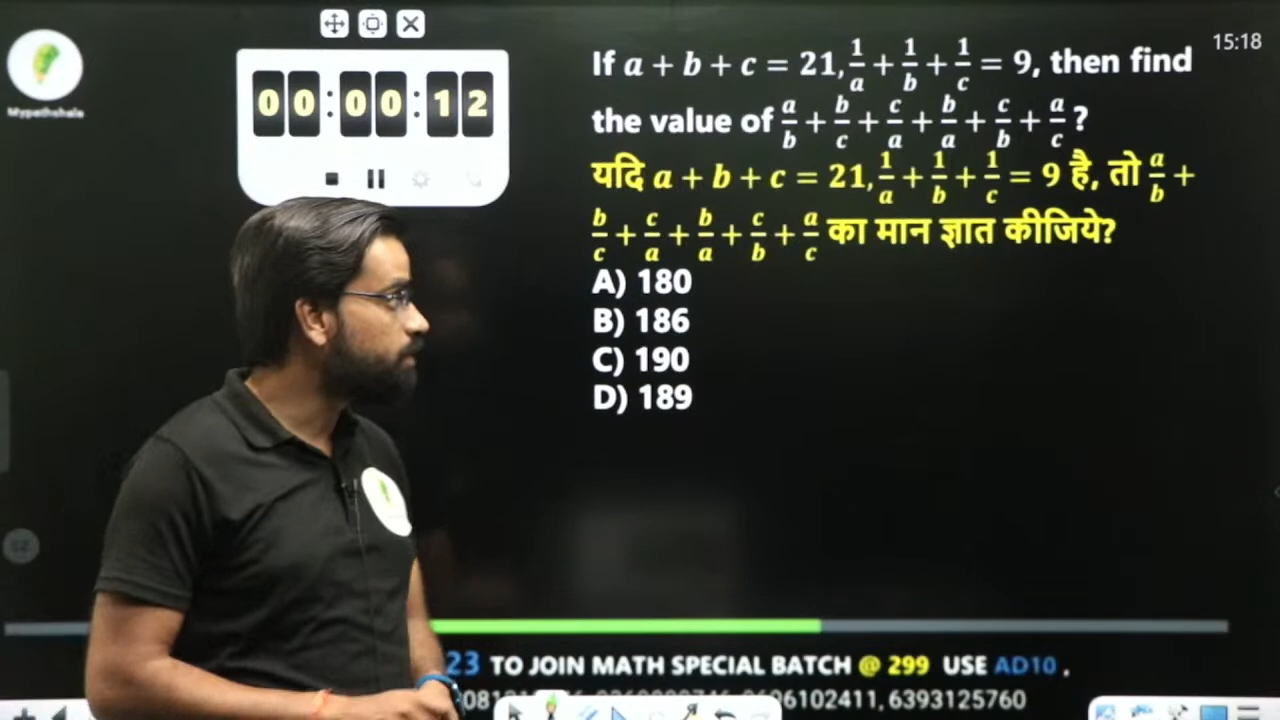 Mypathshala
00:00:12
15:18
If a + b + c = 21, 1/a + 1/b + 1/c = 9, then find
the value of a/b + b/c + c/a + b/a + c/b + a/c ?
यदि a + b + c = 21, 1/a + 1/b + 1/c = 9 है, तो a/b +
b/c + c/a + b/a + c/b + a/c का मान ज्ञात कीजिये?
A) 180
B) 186
C) 190
D) 189
23 TO JOIN MATH SPECIAL BATCH @ 299 USE AD10 ,
6102411, 6393125760